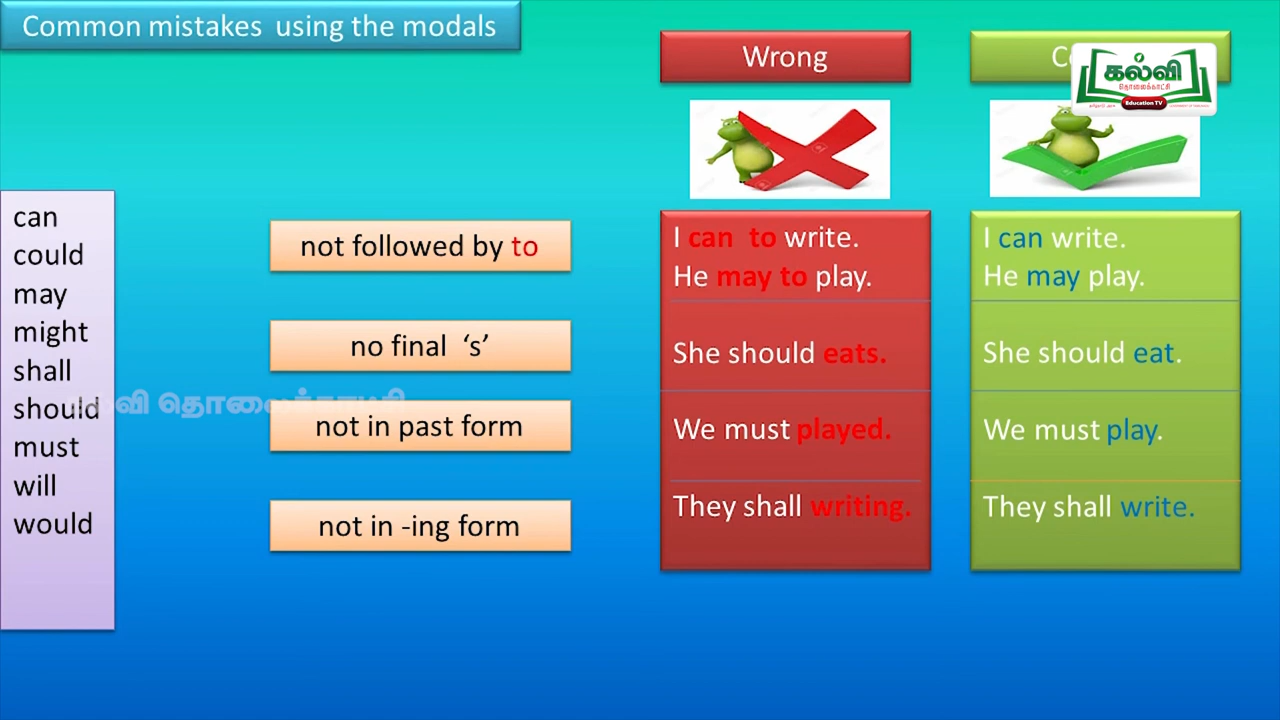 Common mistakes using the modals
Wrong
கல்வி
தொலைக்காட்சி
Education TV
can
could
may
might
shall
should
must
will
would
not followed by to
no final ‘s’
not in past form
not in -ing form
I can to write.
He may to play.
She should eats.
We must played.
They shall writing.
I can write.
He may play.
She should eat.
We must play.
They shall write.
கல்வி தொலைக்காட்சி